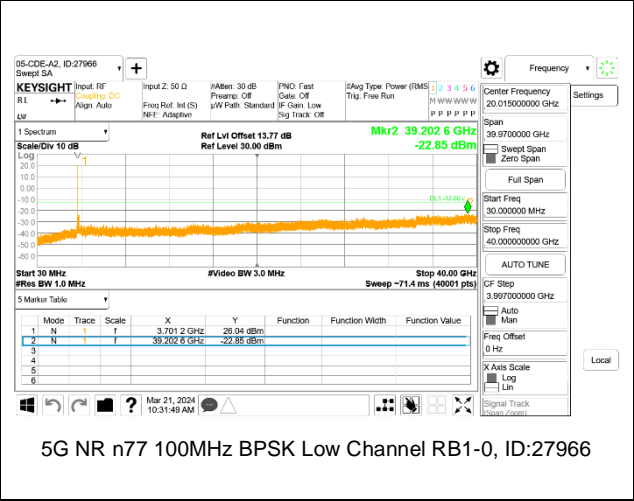 05-CDE-A2, ID:27966
Swept SA
Frequency
Settings
KEYSIGHT
Input: RF
Input Z: 50 Ω
#Atten: 30 dB
PNO: Fast
#Avg Type: Power (RMS
1 2 3 4 5 6
R L
Coupling: DC
Preamp: Off
Gate: Off
Trig: Free Run
M W W W W W
Align: Auto
Freq Ref: Int (S)
µW Path: Standard
IF Gain: Low
P P P P P P
NFE: Adaptive
Sig Track: Off
1 Spectrum
Ref Lvl Offset 13.77 dB
Mkr2 39.202 6 GHz
Scale/Div 10 dB
Ref Level 30.00 dBm
-22.85 dBm
Log
20.0
10.0
0.00
-10.0
-20.0
-30.0
-40.0
-50.0
-60.0
1
DL1 -13.00
Start 30 MHz
#Video BW 3.0 MHz
Stop 40.00 GHz
#Res BW 1.0 MHz
Sweep ~71.4 ms (40001 pts)
5 Marker Table
Mode Trace Scale X Y Function Function Width Function Value
1 N 1 f 3.701 2 GHz 26.04 dBm
2 N 1 f 39.202 6 GHz -22.85 dBm
3
4
5
6
Mar 21, 2024
10:31:49 AM
Center Frequency
20.015000000 GHz
Span
39.9700000 GHz
Swept Span
Zero Span
Full Span
Start Freq
30.000000 MHz
Stop Freq
40.000000000 GHz
AUTO TUNE
CF Step
3.997000000 GHz
Auto
Man
Freq Offset
0 Hz
X Axis Scale
Log
Lin
Signal Track
(Span Zoom)
Local
5G NR n77 100MHz BPSK Low Channel RB1-0, ID:27966